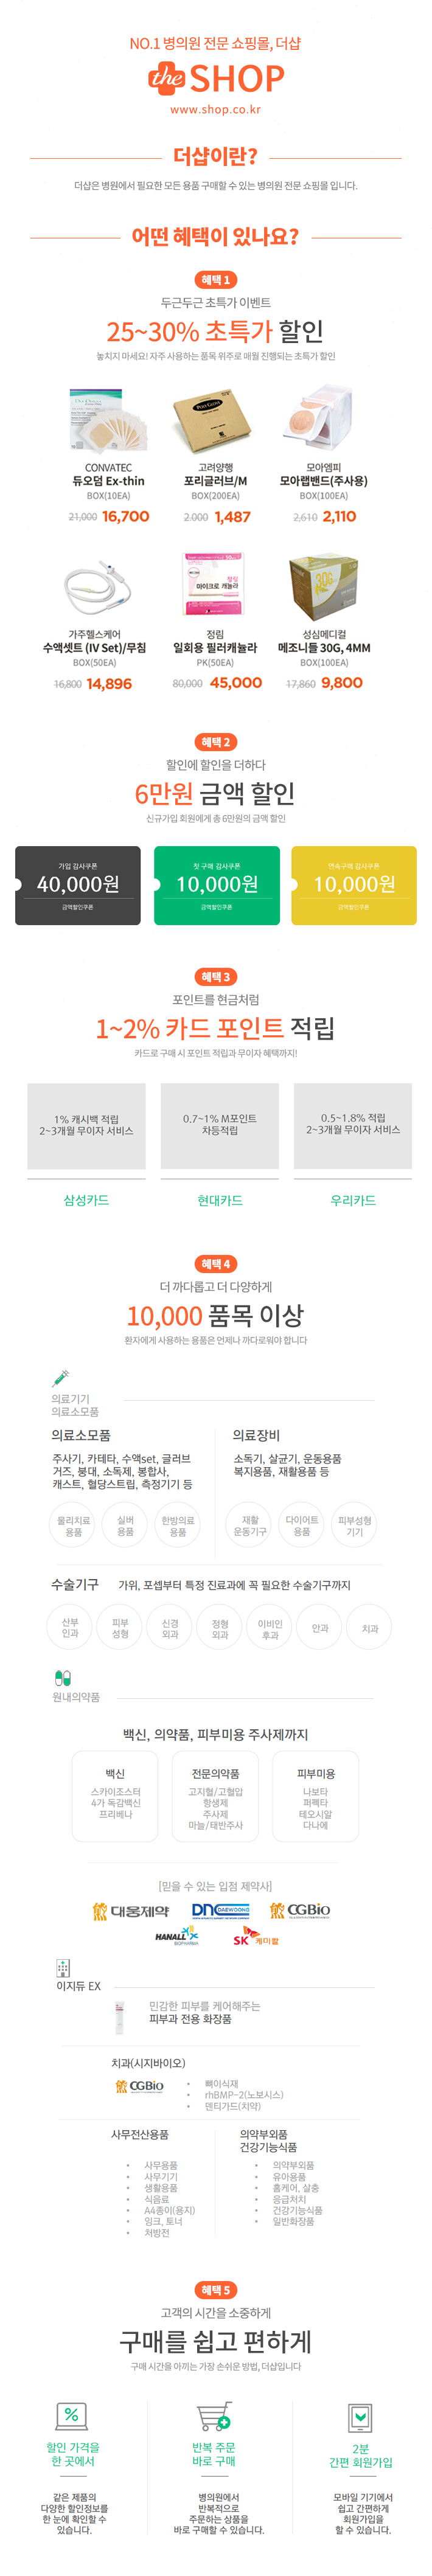 NO.1 병의원 전문 쇼핑몰, 더샵
the SHOP
www.shop.co.kr
더샵이란?
더샵은 병원에서 필요한 모든 용품 구매할 수 있는 병의원 전문 쇼핑몰 입니다.
어떤 혜택이 있나요?
혜택 1
두근두근 초특가 이벤트
25~30% 초특가 할인
놓치지 마세요! 자주 사용하는 품목 위주로 매월 진행되는 초특가 할인
CONVATEC
듀오덤 Ex-thin
BOX(10EA)
21,000 16,700
고려양행
포리글러브/M
BOX(200EA)
2.000 1,487
모아엠피
모아랩밴드(주사용)
BOX(100EA)
2,610 2,110
가주헬스케어
수액셋트 (IV Set)/무침
BOX(50EA)
16,800 14,896
마이크로 캐뉼라
정림
일회용 필러캐뉼라
PK(50EA)
80,000 45,000
30G
성심메디컬
메조니들 30G, 4MM
BOX(100EA)
17,860 9,800
혜택 2
할인에 할인을 더하다
6만원 금액 할인
신규가입 회원에게 총 6만원의 금액 할인
가입 감사쿠폰
40,000원
금액할인쿠폰
첫 구매 감사쿠폰
10,000원
금액할인쿠폰
연속구매 감사쿠폰
10,000원
금액할인쿠폰
혜택 3
포인트를 현금처럼
1~2% 카드 포인트 적립
카드로 구매 시 포인트 적립과 무이자 혜택까지!
1% 캐시백 적립
2~3개월 무이자 서비스
삼성카드
0.7~1% M포인트
차등적립
현대카드
0.5~1.8% 적립
2~3개월 무이자 서비스
우리카드
혜택 4
더 까다롭고 더 다양하게
10,000 품목 이상
환자에게 사용하는 용품은 언제나 까다로워야 합니다
의료기기
의료소모품
의료소모품
주사기, 카테타, 수액set, 글러브
거즈, 붕대, 소독제, 봉합사,
캐스트, 혈당스트립, 측정기기 등
물리치료
용품
실버
용품
한방의료
용품
의료장비
소독기, 살균기, 운동용품
복지용품, 재활용품 등
재활
운동기구
다이어트
용품
피부성형
기기
수술기구 가위, 포셉부터 특정 진료과에 꼭 필요한 수술기구까지
산부
인과
피부
성형
신경
외과
정형
외과
이비인
후과
안과
치과
원내의약품
백신, 의약품, 피부미용 주사제까지
백신
스카이조스터
4가 독감백신
프리베나
전문의약품
고지혈/고혈압
항생제
주사제
마늘/태반주사
피부미용
나보타
퍼펙타
테오시알
다나에
[믿을 수 있는 입점 제약사]
대웅제약
DNC DAEWOONG
CGBio
HANALL
BIOPHARMA
SK 케미칼
이지듀 EX
민감한 피부를 케어해주는
피부과 전용 화장품
치과(시지바이오)
CGBio
• 뼈이식재
• rhBMP-2(노보시스)
• 덴티가드(치약)
사무전산용품
• 사무용품
• 사무기기
• 생활용품
• 식음료
• A4종이(용지)
• 잉크, 토너
• 처방전
의약부외품
건강기능식품
• 의약부외품
• 유아용품
• 홈케어, 살충
• 응급처치
• 건강기능식품
• 일반화장품
혜택 5
고객의 시간을 소중하게
구매를 쉽고 편하게
구매 시간을 아끼는 가장 손쉬운 방법, 더샵입니다
%
할인 가격을
한 곳에서
같은 제품의
다양한 할인정보를
한 눈에 확인할 수
있습니다.
반복 주문
바로 구매
병의원에서
반복적으로
주문하는 상품을
바로 구매할 수 있습니다.
2분
간편 회원가입
모바일 기기에서
쉽고 간편하게
회원가입을
할 수 있습니다.